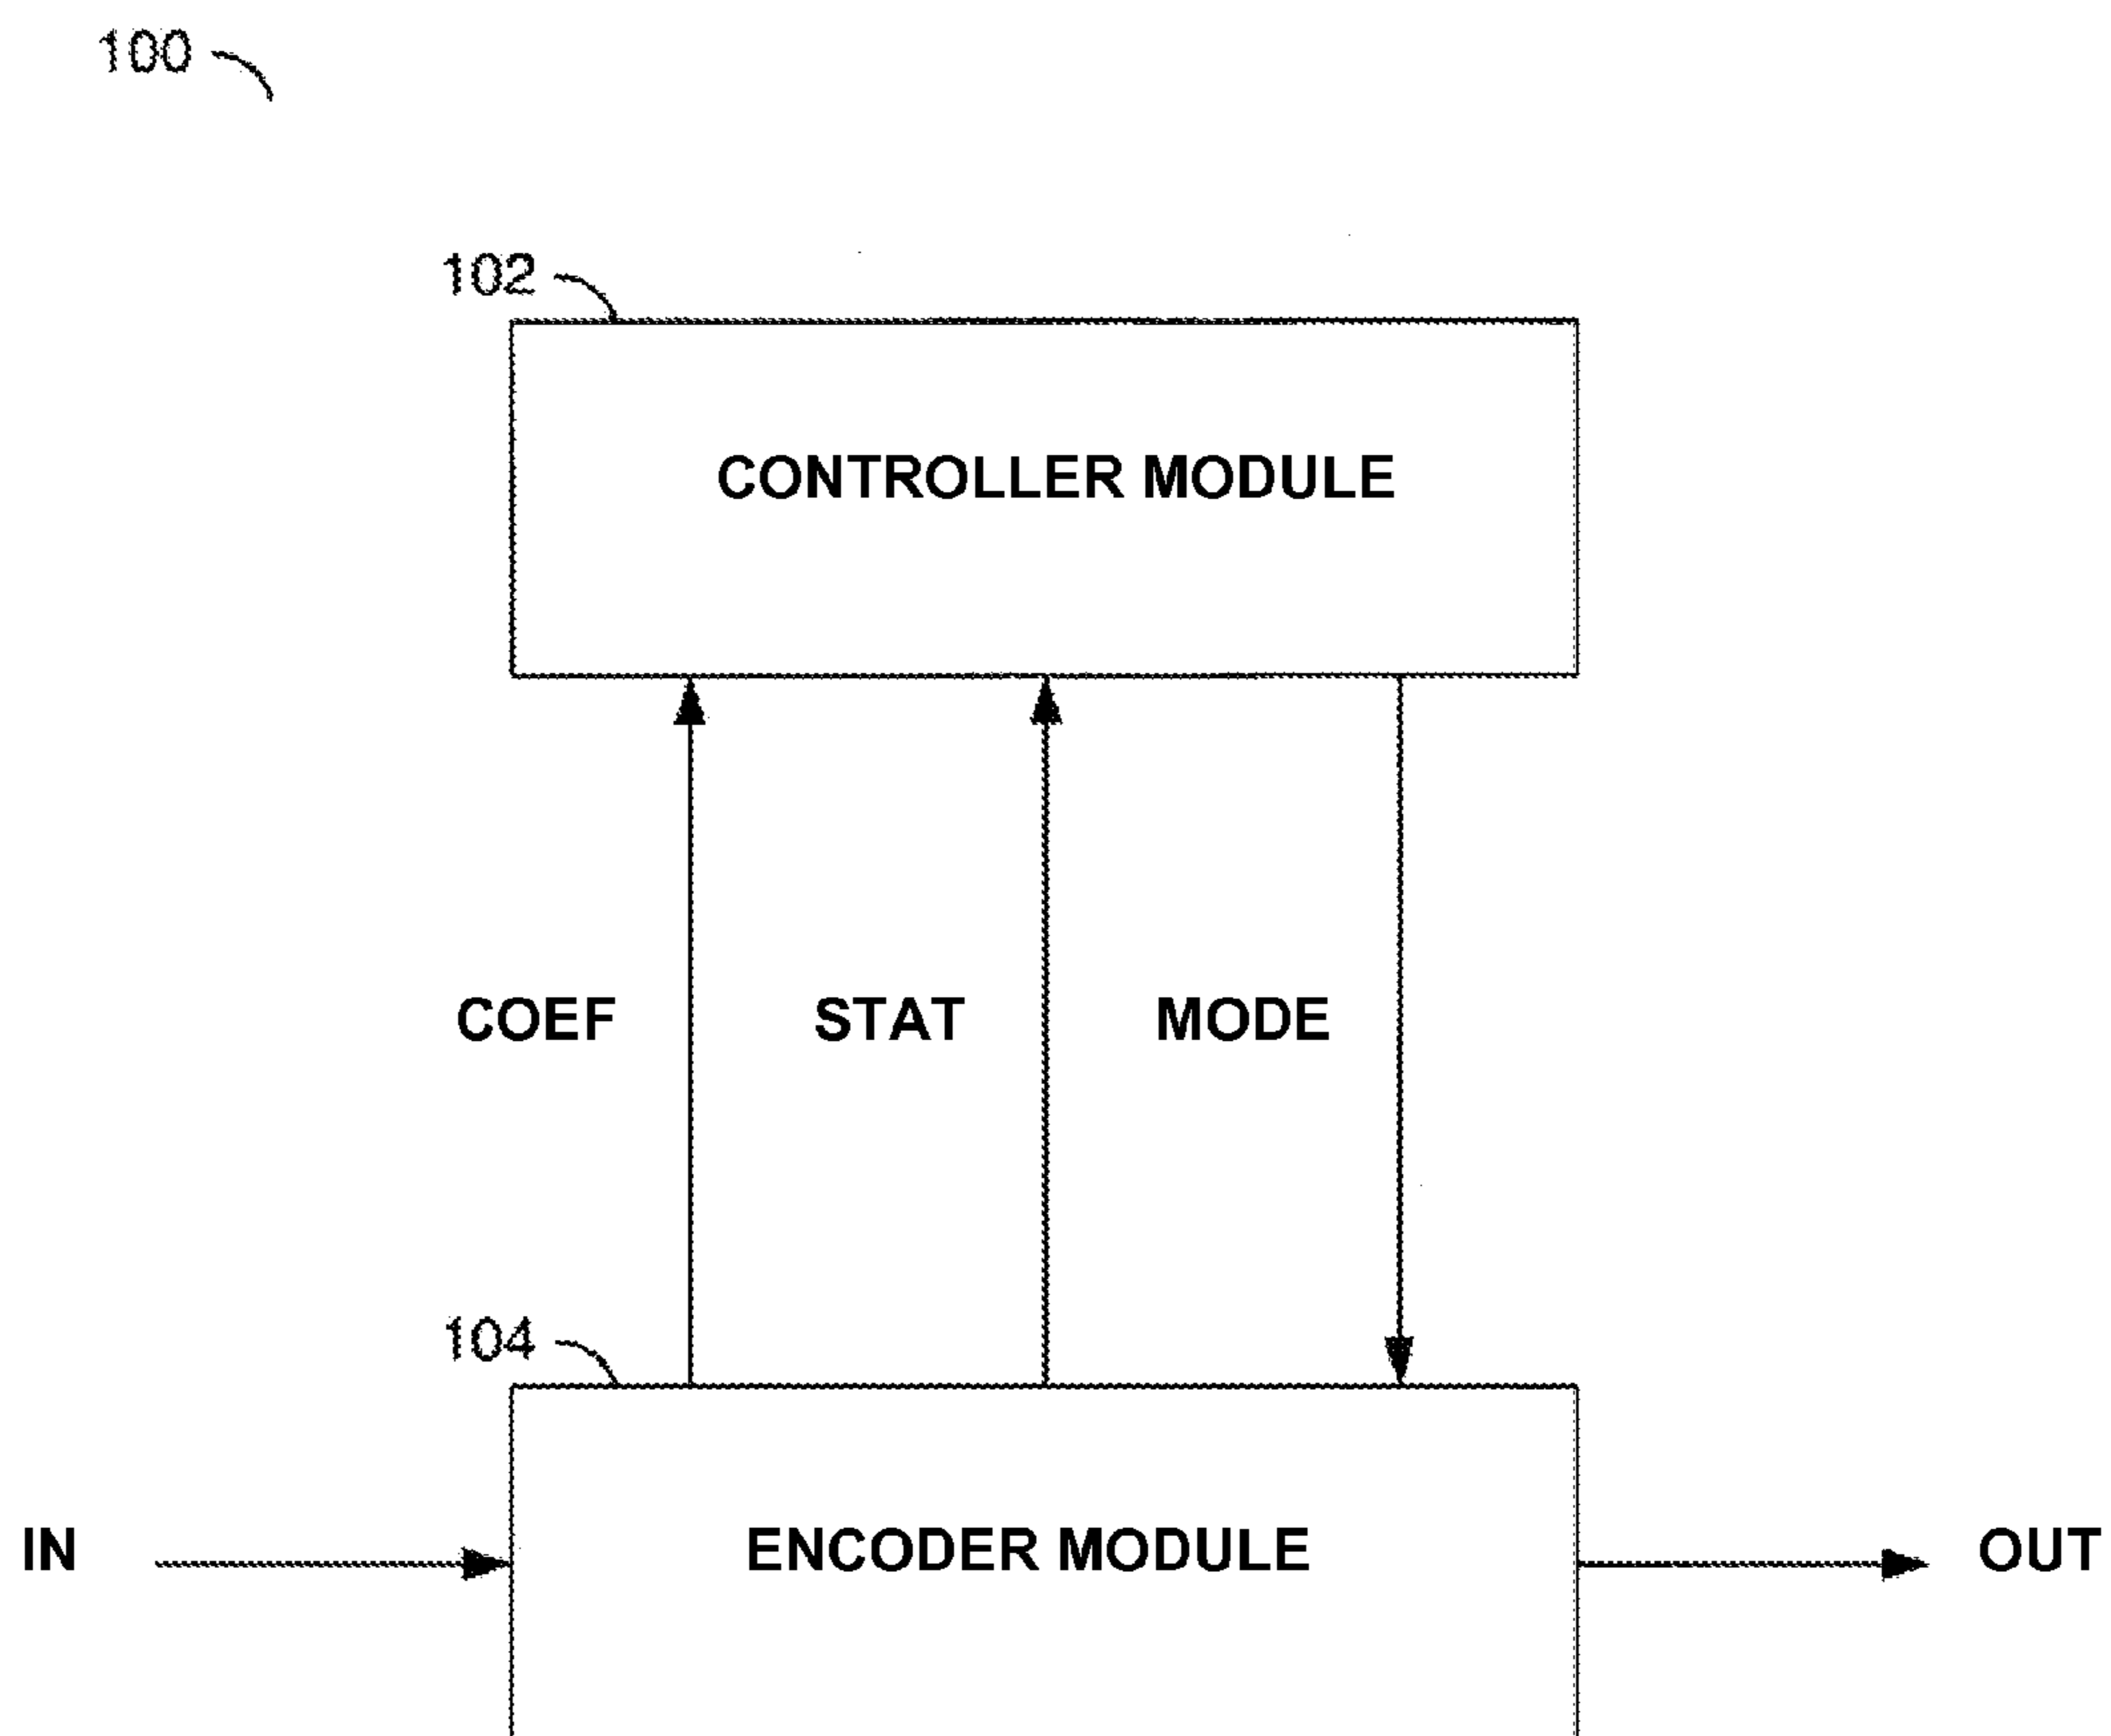 100
102
CONTROLLER MODULE
COEF
STAT
MODE
104
IN
ENCODER MODULE
OUT